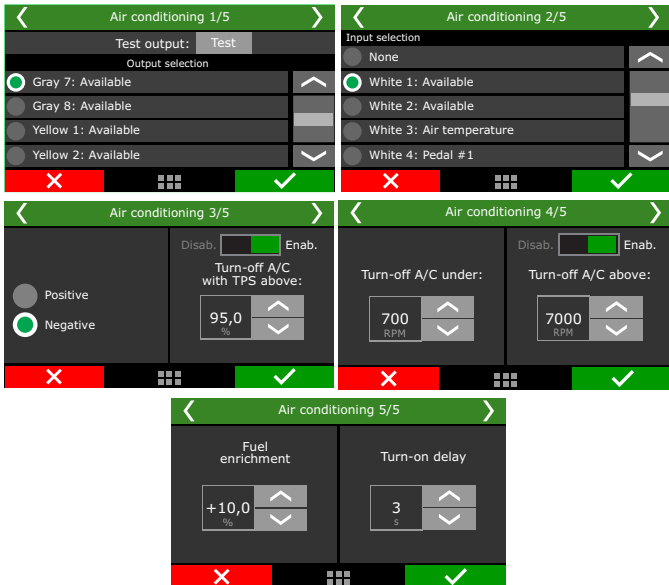 Air conditioning 1/5
Test output: Test
Output selection
Gray 7: Available
Gray 8: Available
Yellow 1: Available
Yellow 2: Available
Air conditioning 2/5
Input selection
None
White 1: Available
White 2: Available
White 3: Air temperature
White 4: Pedal #1
Air conditioning 3/5
Positive
Negative
Disab. Enab.
Turn-off A/C
with TPS above:
95,0
%
Air conditioning 4/5
Turn-off A/C under:
700
RPM
Disab. Enab.
Turn-off A/C above:
7000
RPM
Air conditioning 5/5
Fuel
enrichment
+10,0
%
Turn-on delay
3
s